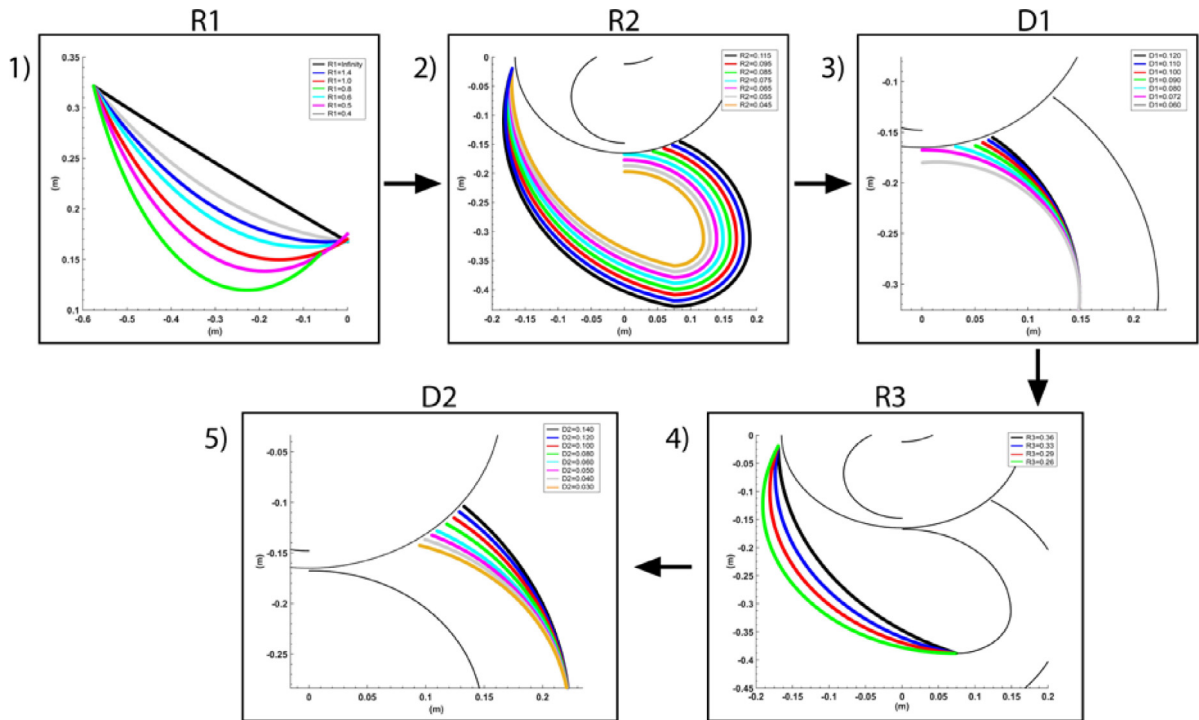 R1
1)
R1=Infinity
R1=1.4
R1=1.0
R1=0.8
R1=0.6
R1=0.5
R1=0.4
0.35
0.3
0.25
0.2
0.15
0.1
(m)
-0.6 -0.5 -0.4 -0.3 -0.2 -0.1 0
(m)
R2
2)
R2=0.115
R2=0.095
R2=0.085
R2=0.075
R2=0.065
R2=0.055
R2=0.045
0
-0.05
-0.1
-0.15
-0.2
-0.25
-0.3
-0.35
-0.4
(m)
-0.2 -0.15 -0.1 -0.05 0 0.05 0.1 0.15 0.2
(m)
D1
3)
D1=0.120
D1=0.110
D1=0.100
D1=0.090
D1=0.080
D1=0.072
D1=0.060
-0.1
-0.15
-0.2
-0.25
-0.3
(m)
0 0.05 0.1 0.15 0.2
(m)
D2
5)
D2=0.140
D2=0.120
D2=0.100
D2=0.080
D2=0.060
D2=0.050
D2=0.040
D2=0.030
-0.05
-0.1
-0.15
-0.2
-0.25
(m)
0 0.05 0.1 0.15 0.2
(m)
R3
4)
R3=0.36
R3=0.33
R3=0.29
R3=0.26
0
-0.05
-0.1
-0.15
-0.2
-0.25
-0.3
-0.35
-0.4
-0.45
(m)
-0.2 -0.15 -0.1 -0.05 0 0.05 0.1 0.15 0.2
(m)